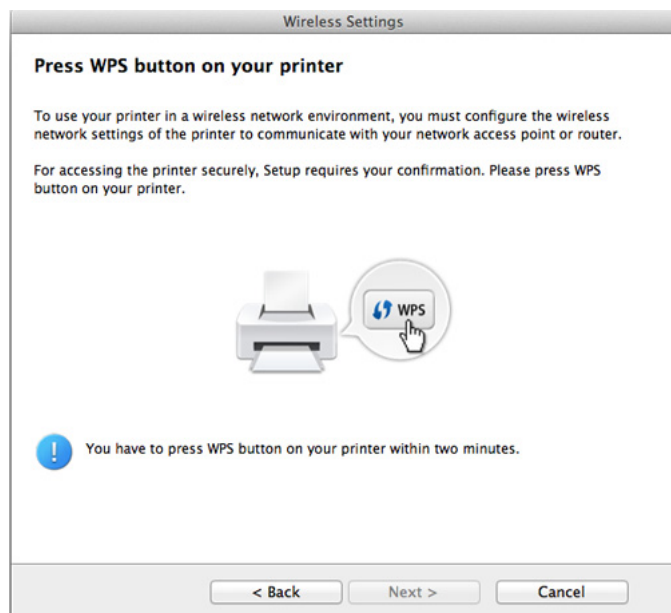 Wireless Settings
Press WPS button on your printer
To use your printer in a wireless network environment, you must configure the wireless
network settings of the printer to communicate with your network access point or router.
For accessing the printer securely, Setup requires your confirmation. Please press WPS
button on your printer.
WPS
You have to press WPS button on your printer within two minutes.
< Back
Next >
Cancel